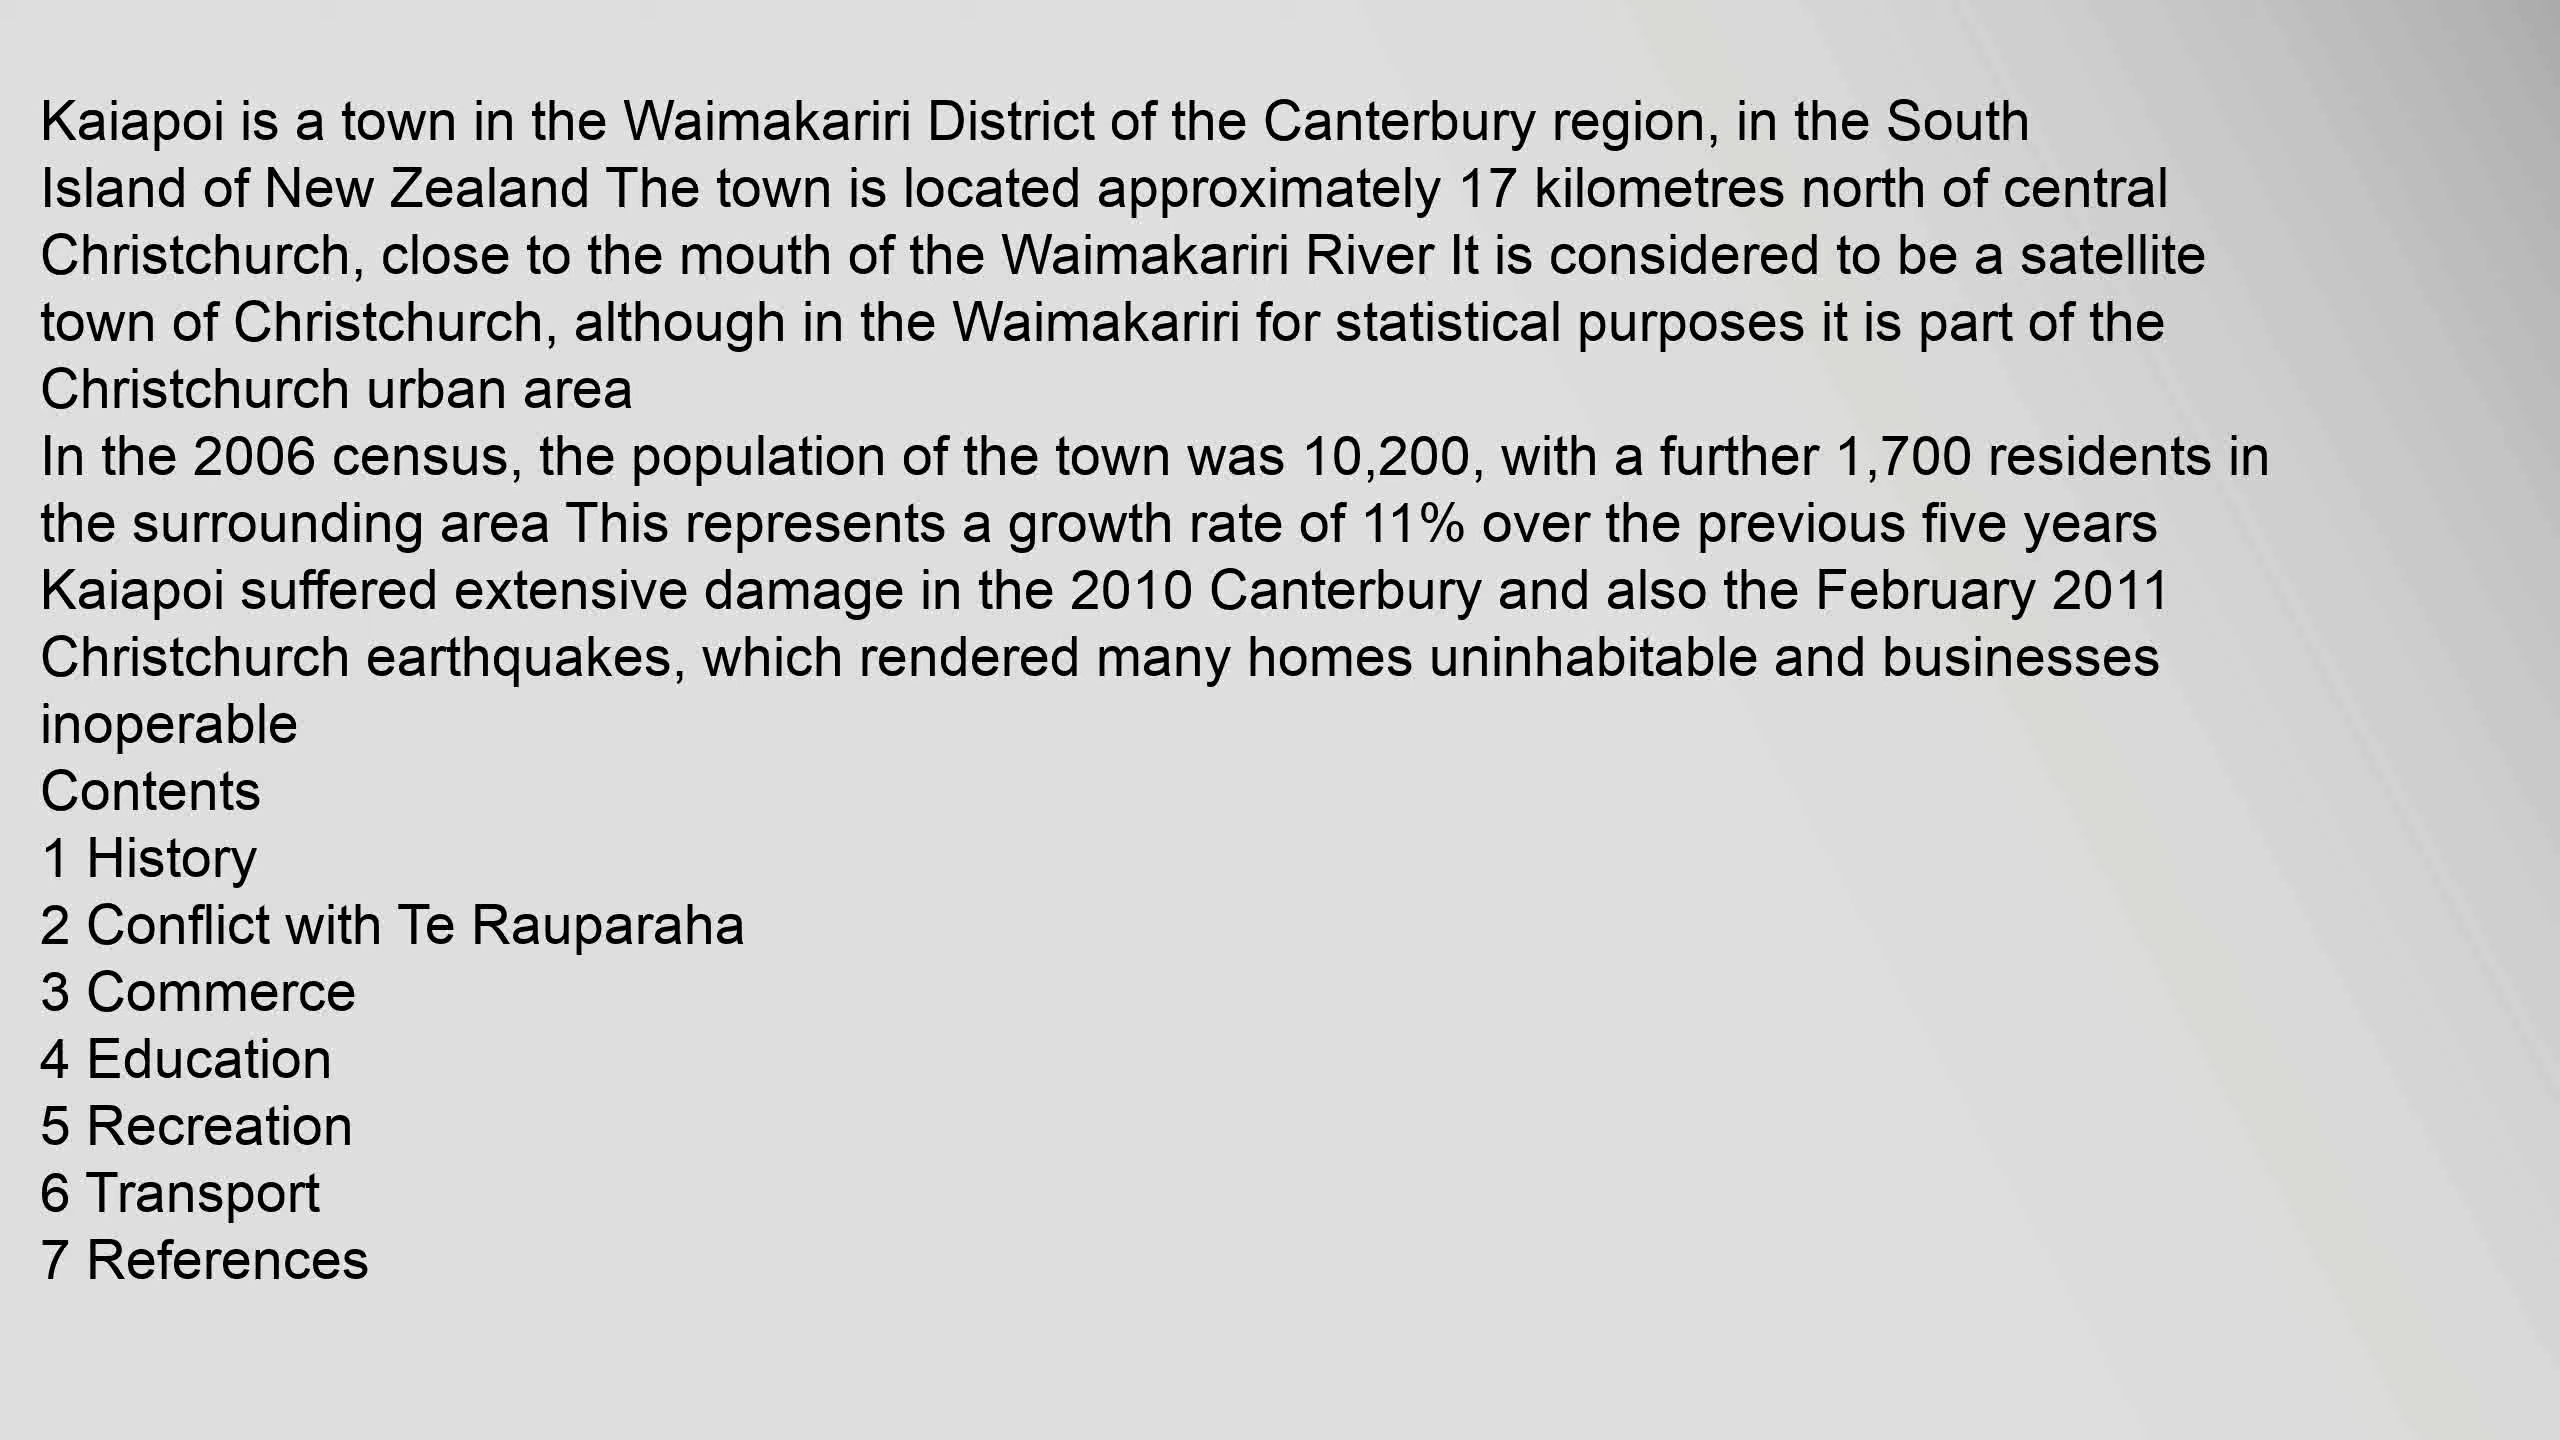 Kaiapoi is a town in the Waimakariri District of the Canterbury region, in the South
Island of New Zealand The town is located approximately 17 kilometres north of central
Christchurch, close to the mouth of the Waimakariri River It is considered to be a satellite
town of Christchurch, although in the Waimakariri for statistical purposes it is part of the
Christchurch urban area
In the 2006 census, the population of the town was 10,200, with a further 1,700 residents in
the surrounding area This represents a growth rate of 11% over the previous five years
Kaiapoi suffered extensive damage in the 2010 Canterbury and also the February 2011
Christchurch earthquakes, which rendered many homes uninhabitable and businesses
inoperable
Contents
1 History
2 Conflict with Te Rauparaha
3 Commerce
4 Education
5 Recreation
6 Transport
7 References